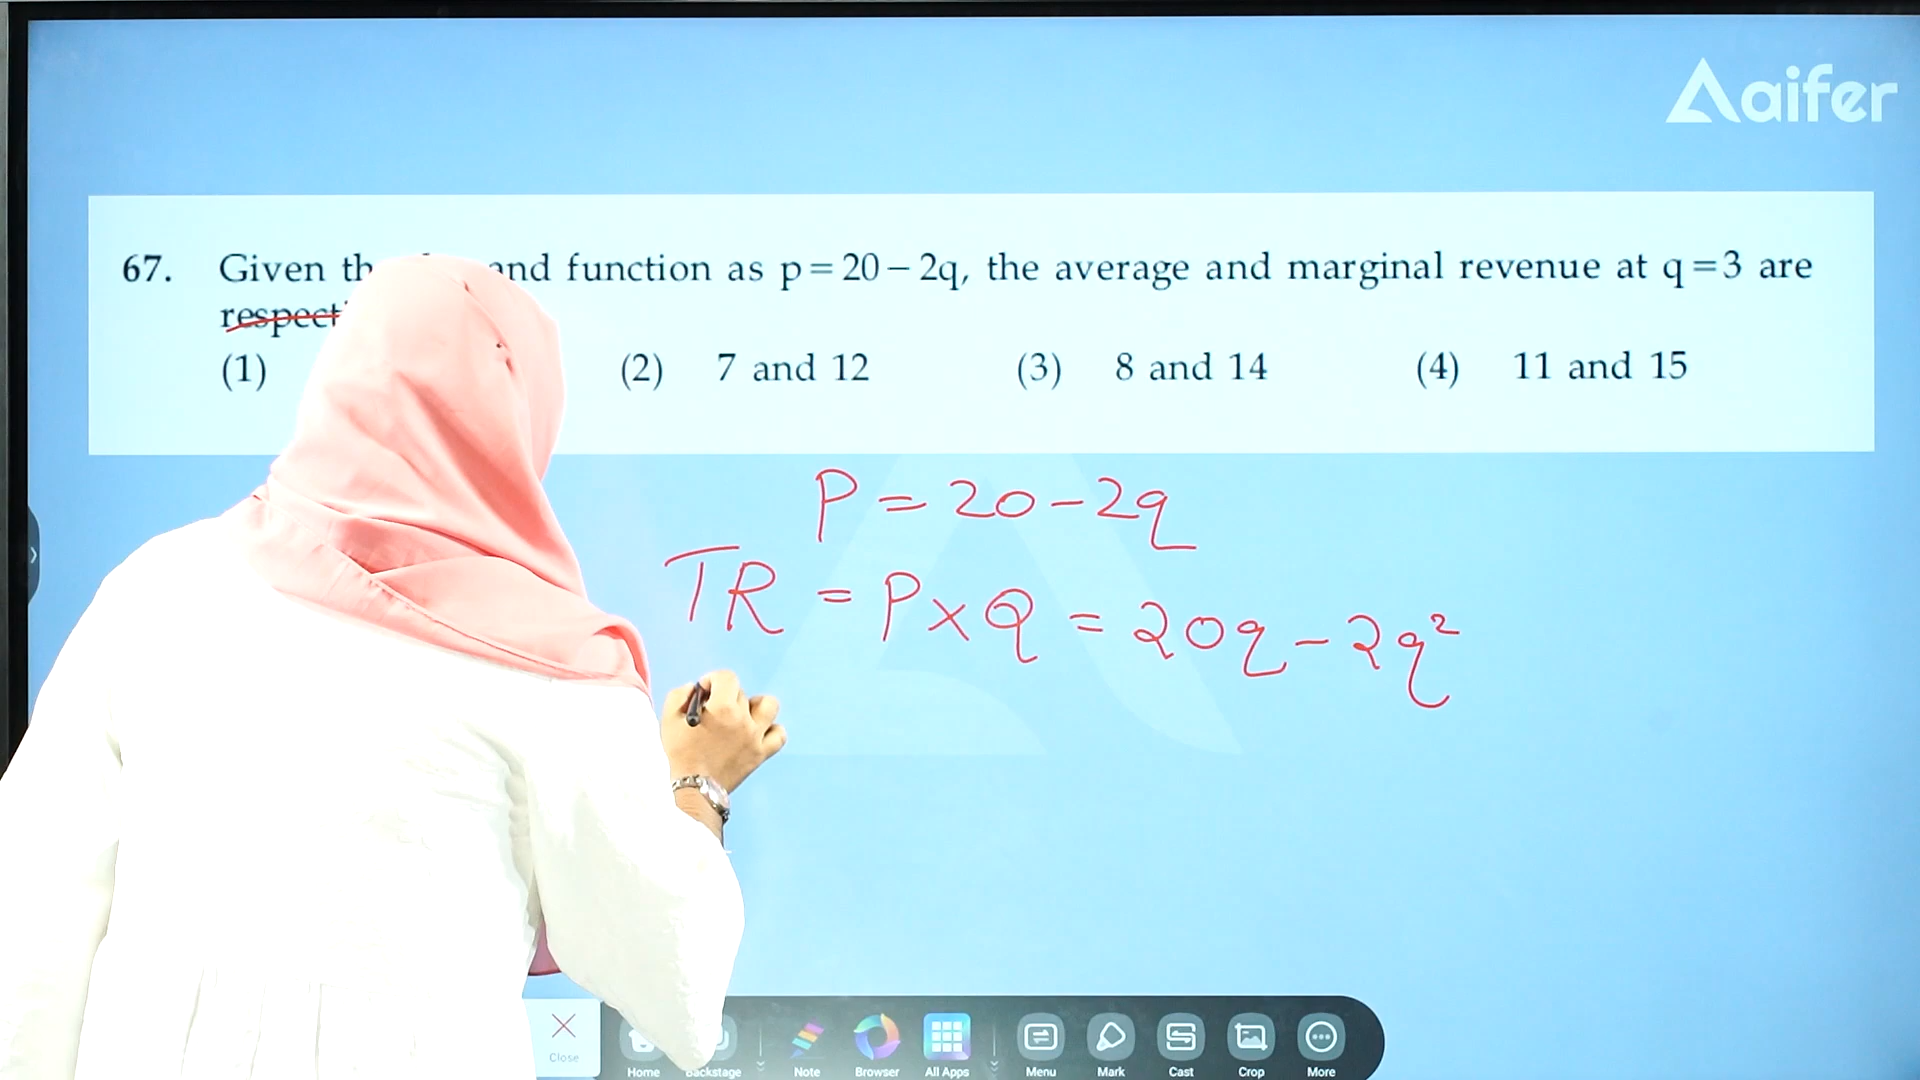 aifer
67. Given th and function as p=20−2q, the average and marginal revenue at q=3 are
respect
(1) (2) 7 and 12 (3) 8 and 14 (4) 11 and 15
P = 20-2q
TR = P×Q = 20q-2q²
Close Home Backstage Note Browser All Apps Menu Mark Cast Crop More